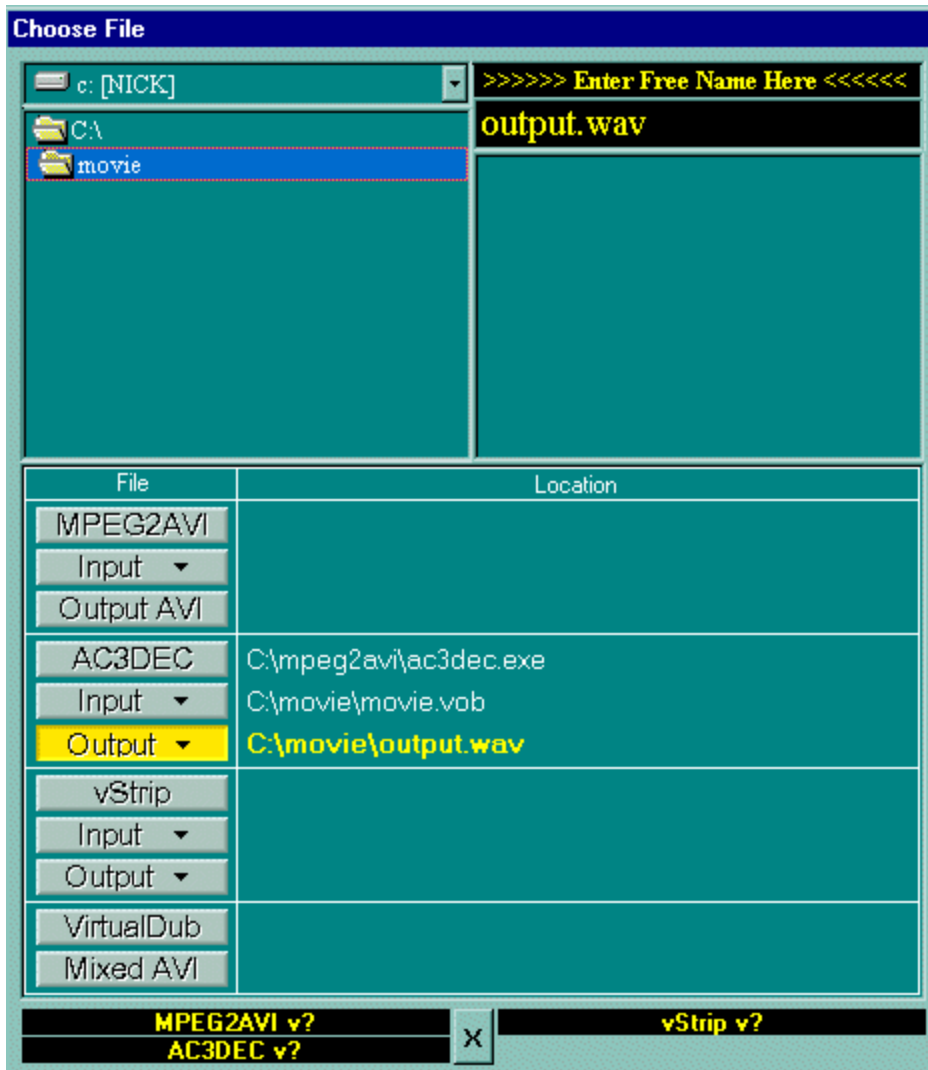 Choose File
c: [NICK]
>>>>>> Enter Free Name Here <<<<<<
output.wav
C:\
movie
File Location
MPEG2AVI
Input
Output AVI
AC3DEC C:\mpeg2avi\ac3dec.exe
Input C:\movie\movie.vob
Output C:\movie\output.wav
vStrip
Input
Output
VirtualDub
Mixed AVI
MPEG2AVI v?
AC3DEC v?
X
vStrip v?